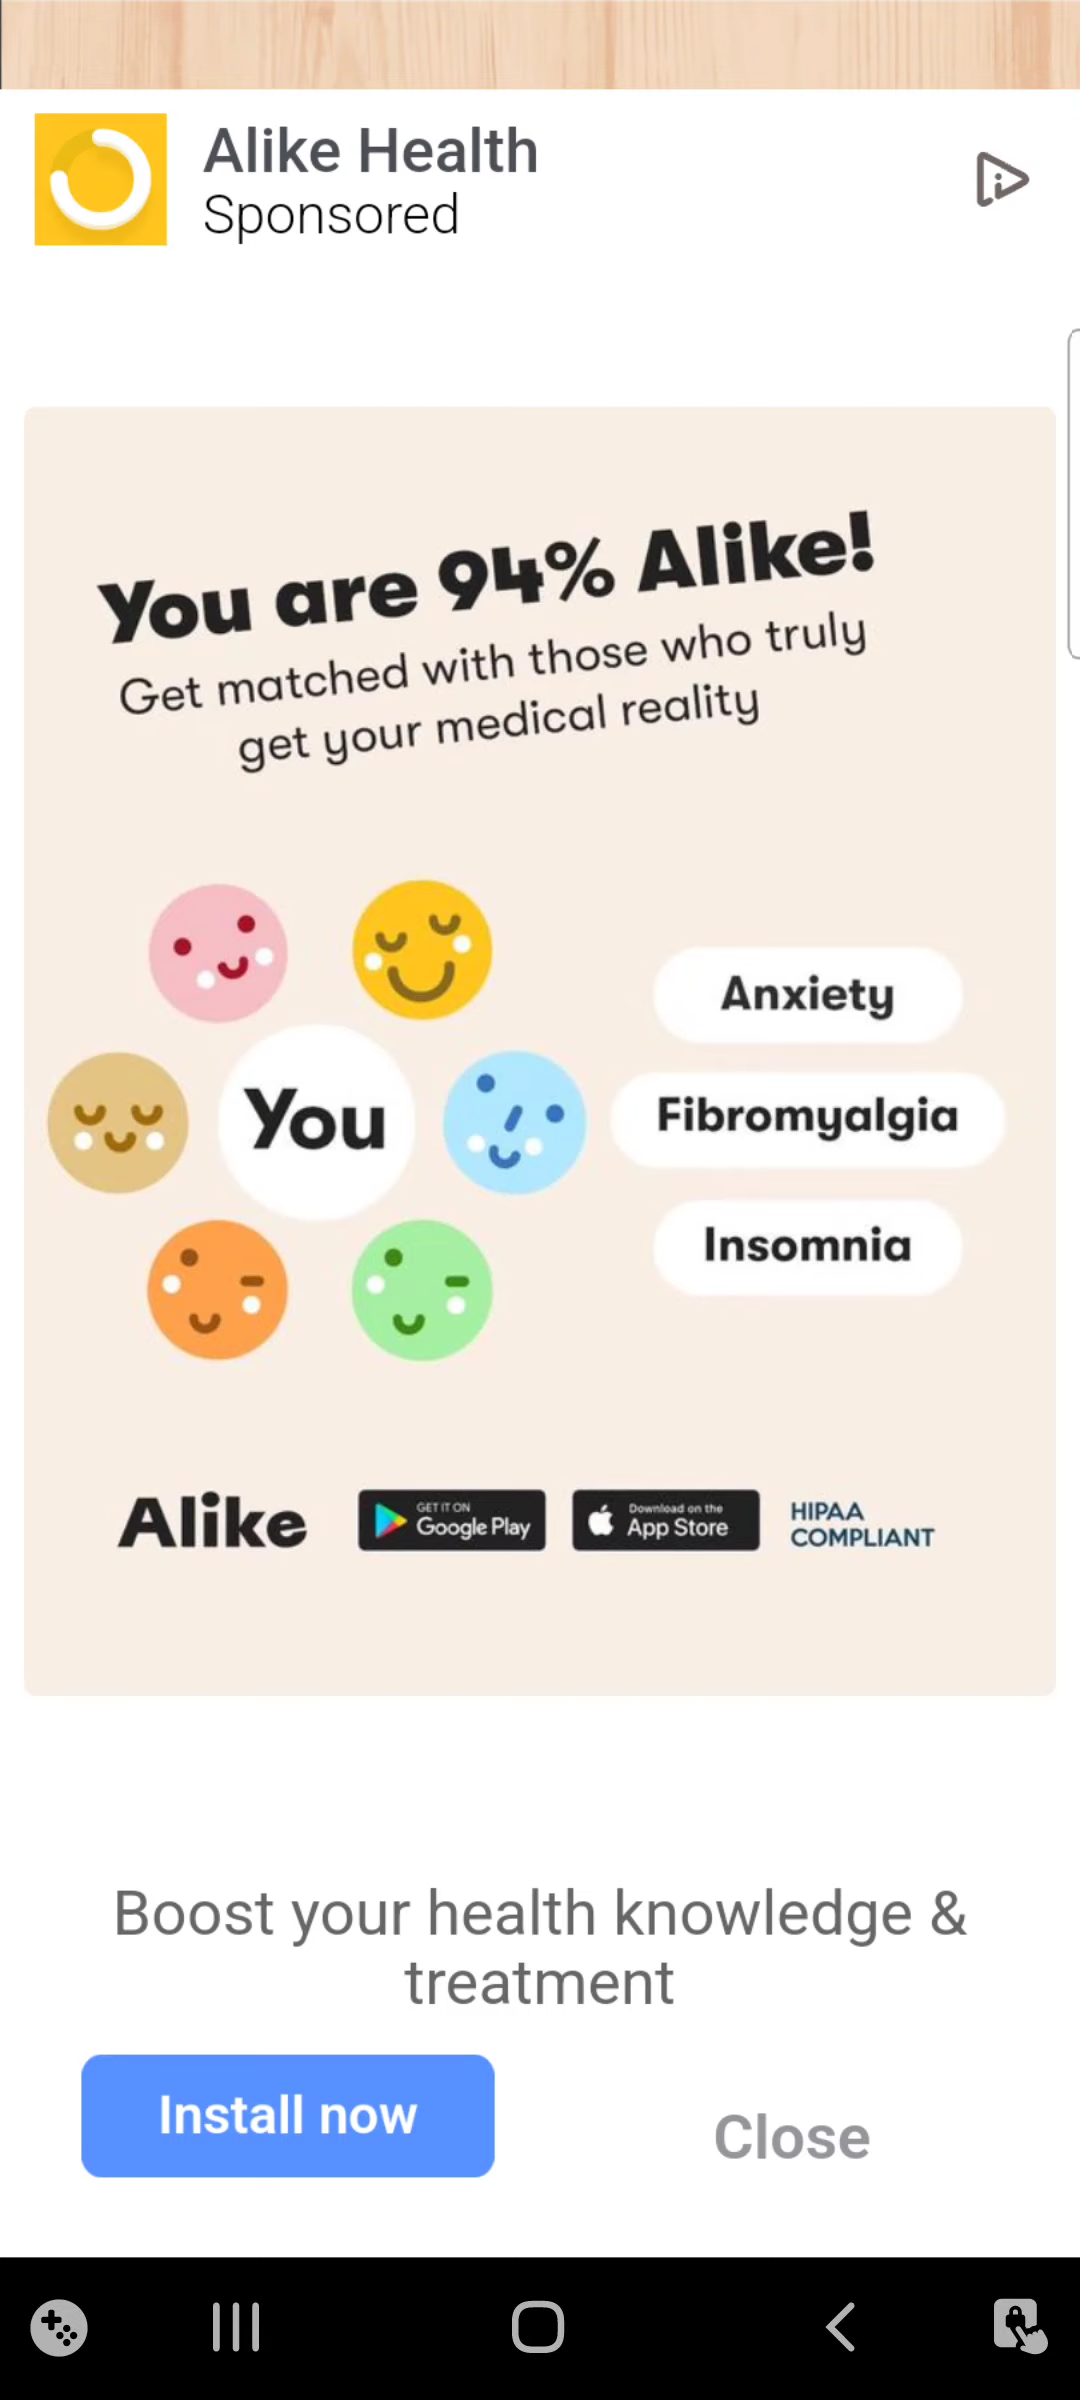 Alike Health
Sponsored
You are 94% Alike!
Get matched with those who truly
get your medical reality
You
Anxiety
Fibromyalgia
Insomnia
Alike
GET IT ON
Google Play
Download on the
App Store
HIPAA
COMPLIANT
Boost your health knowledge &
treatment
Install now
Close